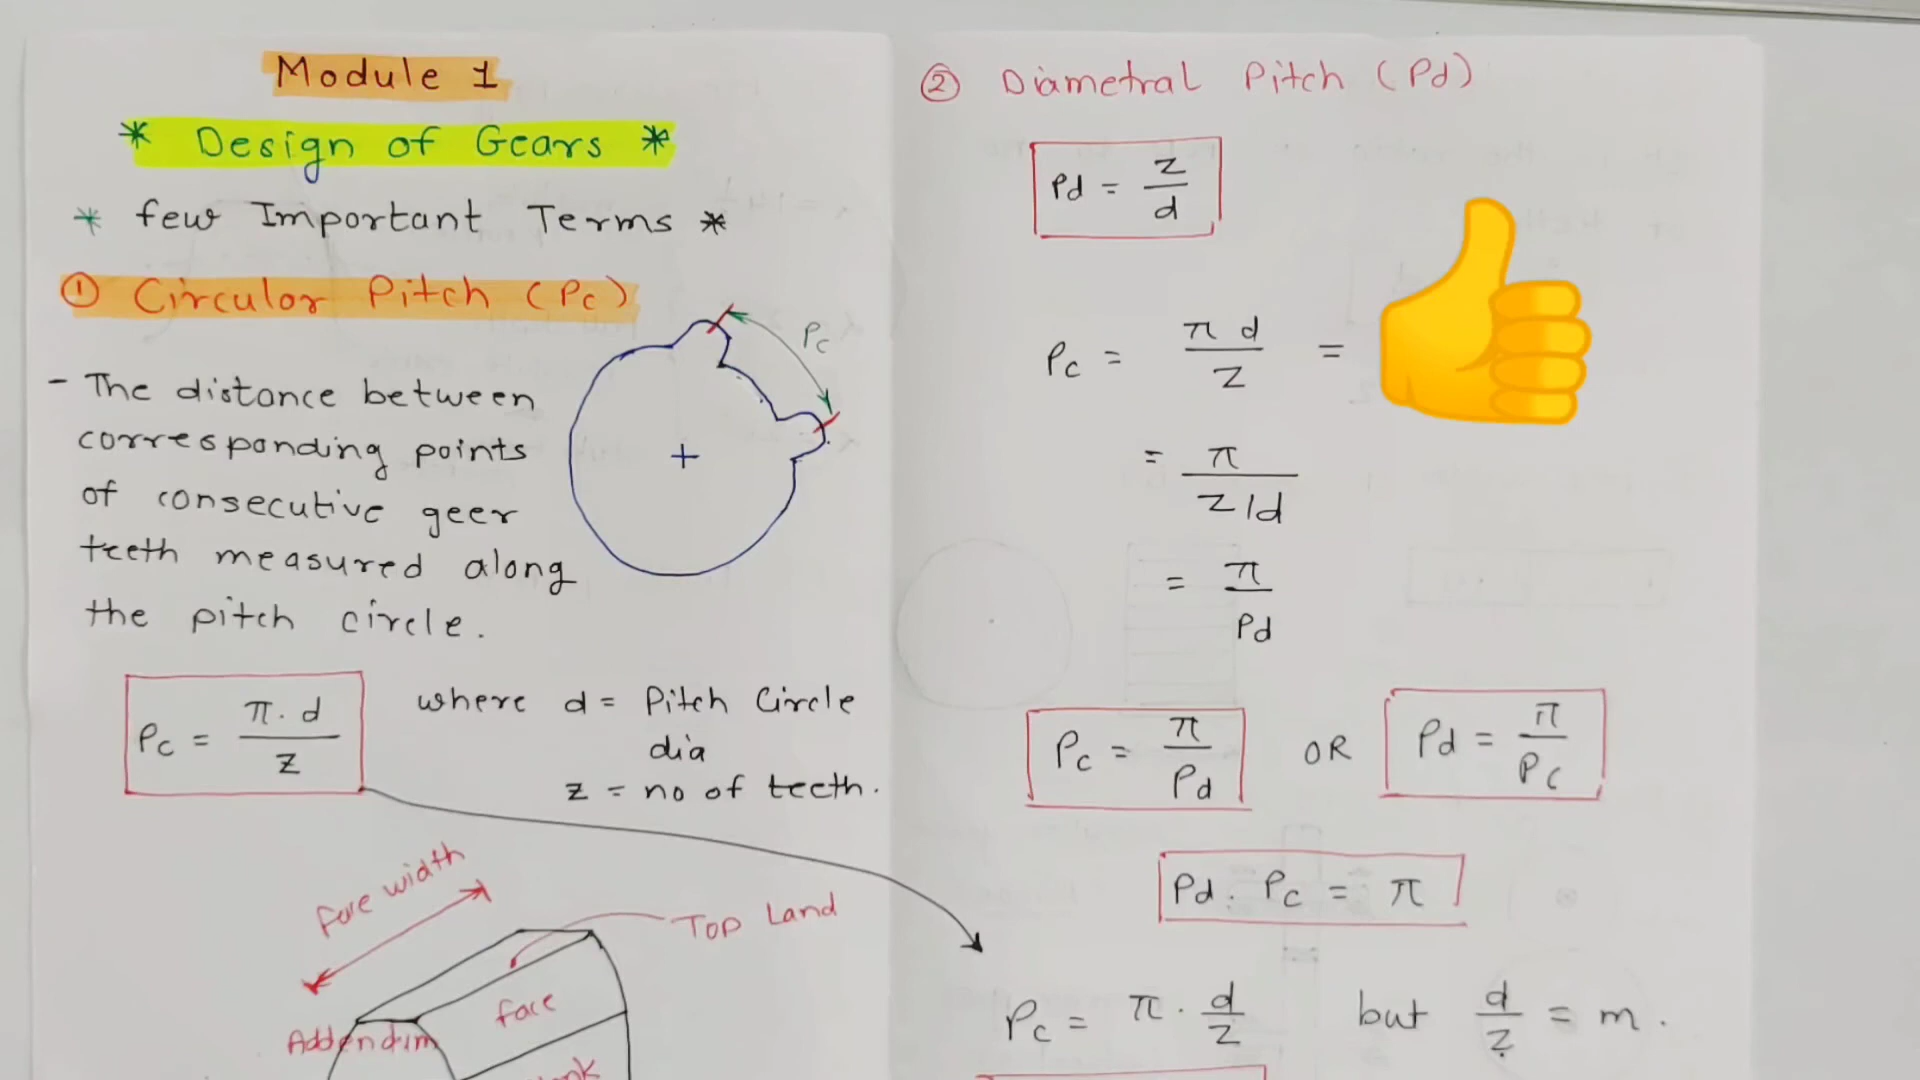 Module 1
* Design of Gears *
* few Important Terms *
① Circular Pitch (Pc)
Pc
- The distance between
corresponding points
of consecutive geer
teeth measured along
the pitch circle.
Pc = π. d / z
where d = Pitch Circle
dia
z = no of teeth.
Face width
Top Land
face
Addendim
② Diametral Pitch (Pd)
Pd = z / d
Pc = π d / z =
= π / z/d
= π / Pd
Pc = π / Pd OR Pd = π / Pc
Pd . Pc = π
Pc = π . d / z but d / z = m .